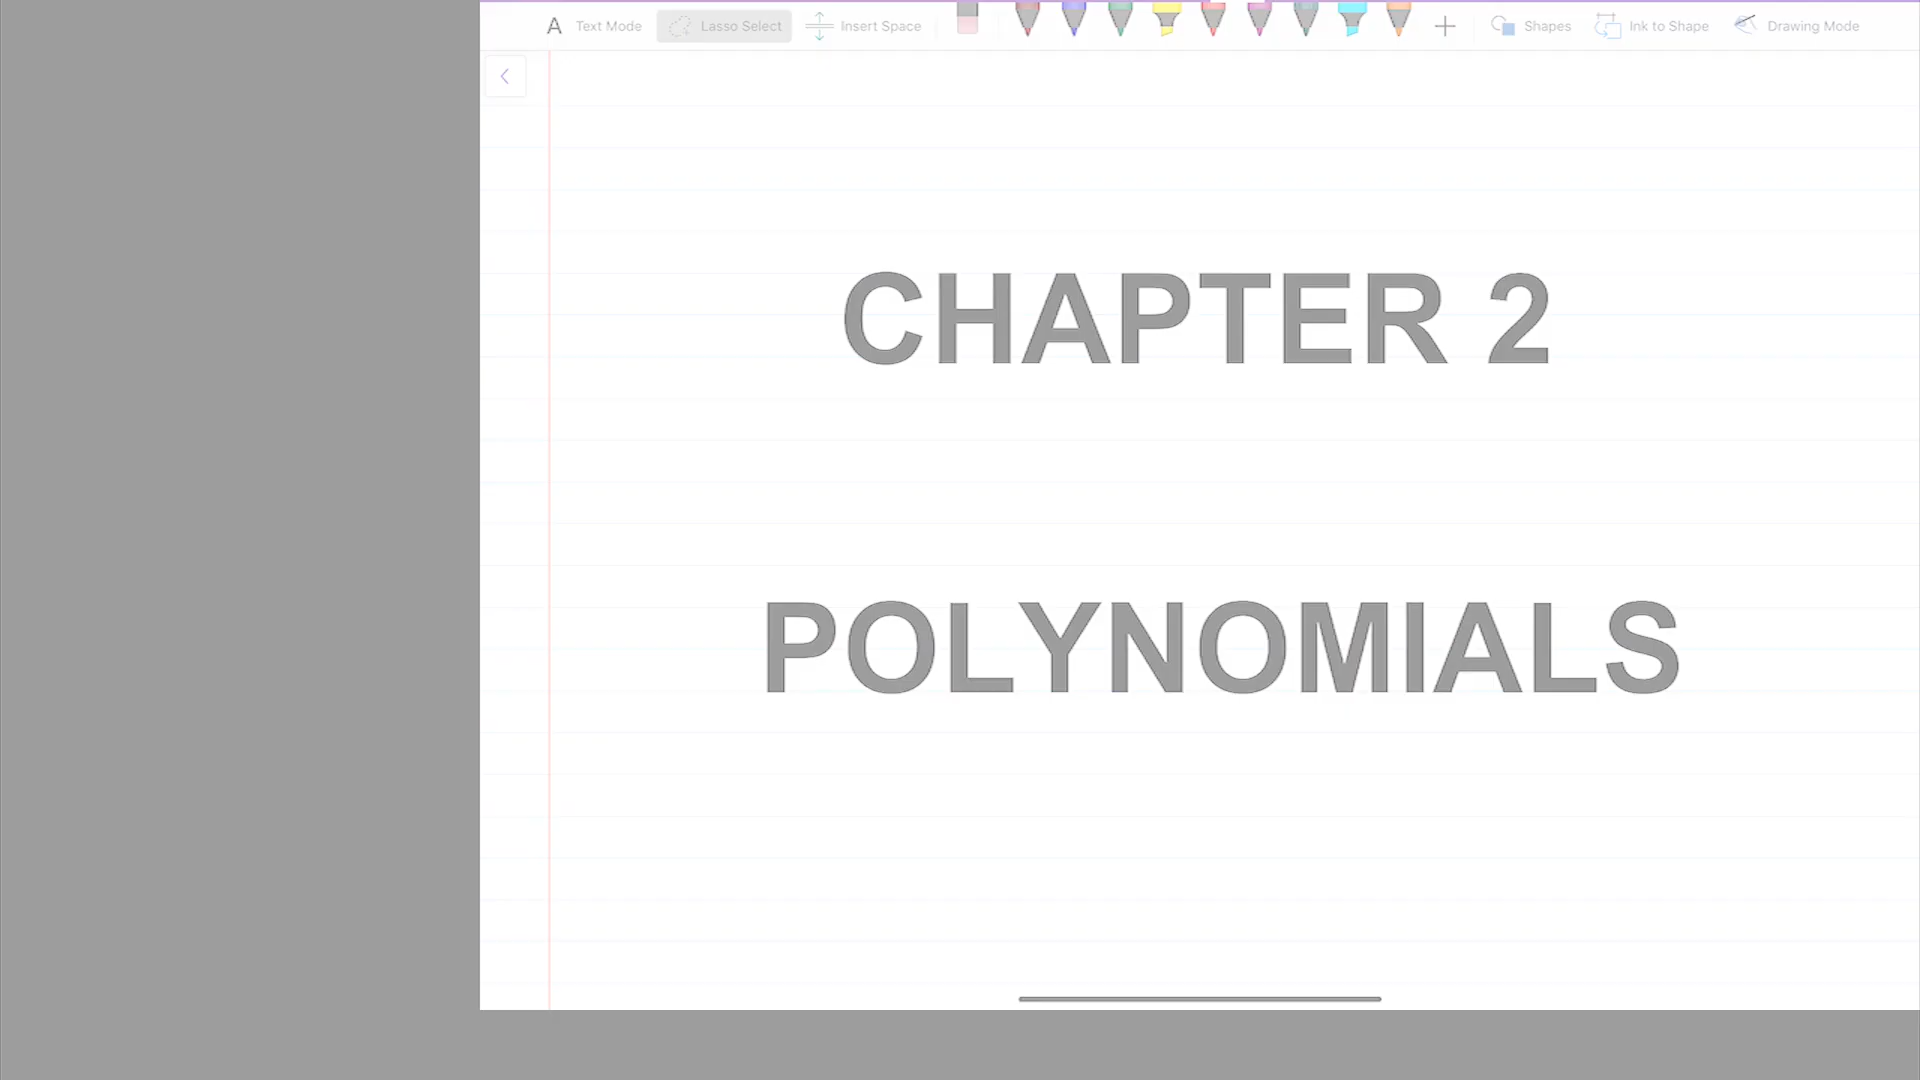 A Text Mode Lasso Select Insert Space Shapes Ink to Shape Drawing Mode
CHAPTER 2
POLYNOMIALS